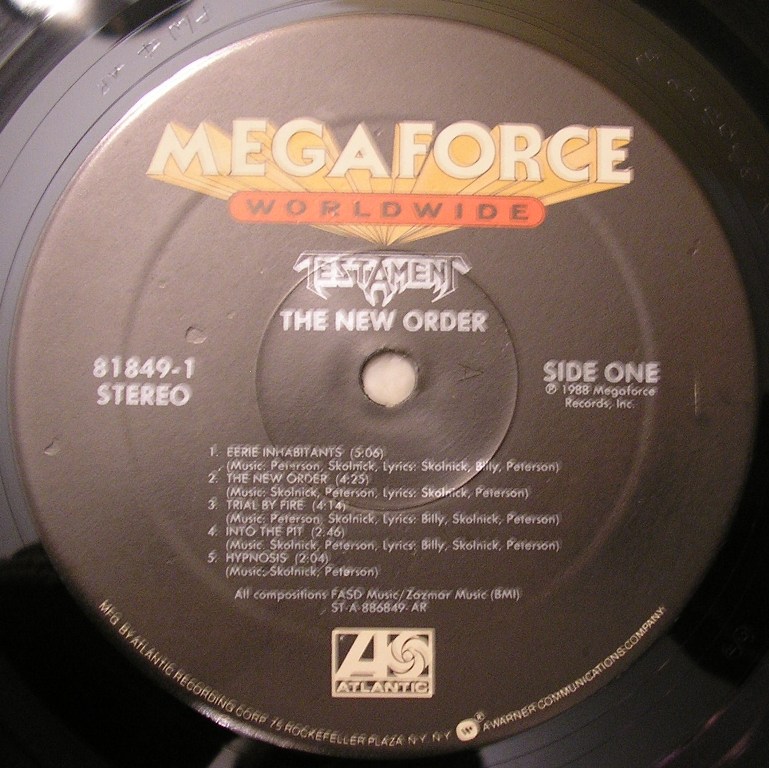 MEGAFORCE
WORLDWIDE
TESTAMENT
THE NEW ORDER
81849-1
STEREO
SIDE ONE
℗ 1988 Megaforce
Records, Inc.
1. EERIE INHABITANTS (5:06)
(Music: Peterson, Skolnick, Lyrics: Skolnick, Billy, Peterson)
2. THE NEW ORDER (4:25)
(Music: Skolnick, Peterson, Lyrics: Skolnick, Peterson)
3. TRIAL BY FIRE (4:14)
(Music: Peterson, Skolnick, Lyrics: Billy, Skolnick, Peterson)
4. INTO THE PIT (2:46)
(Music: Skolnick, Peterson, Lyrics: Billy, Skolnick, Peterson)
5. HYPNOSIS (2:04)
(Music: Skolnick, Peterson)
All compositions FASD Music/Zazmar Music (BMI)
ST-A-886849-AR
ATLANTIC
MFG. BY ATLANTIC RECORDING CORP. 75 ROCKEFELLER PLAZA, N.Y. N.Y. ® A WARNER COMMUNICATIONS COMPANY